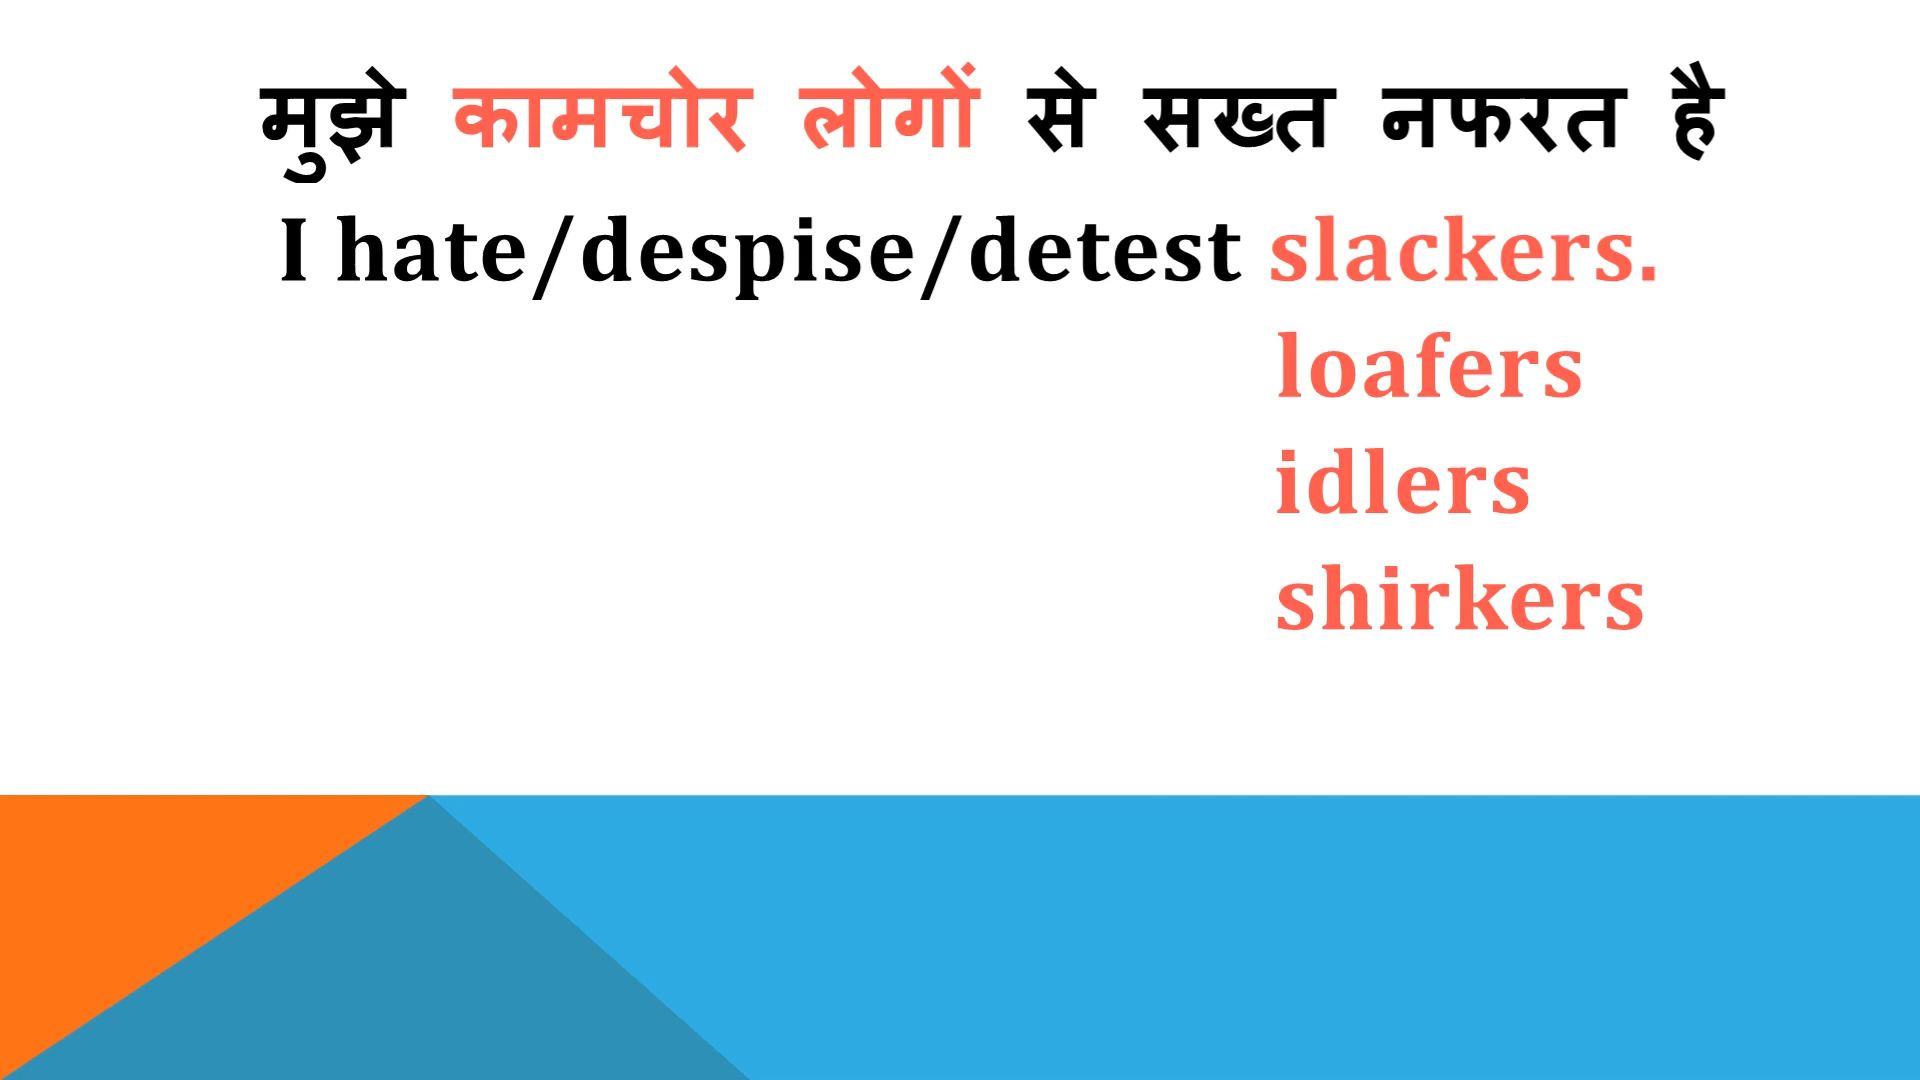 मुझे कामचोर लोगों से सख्त नफरत है
I hate/despise/detest slackers.
loafers
idlers
shirkers